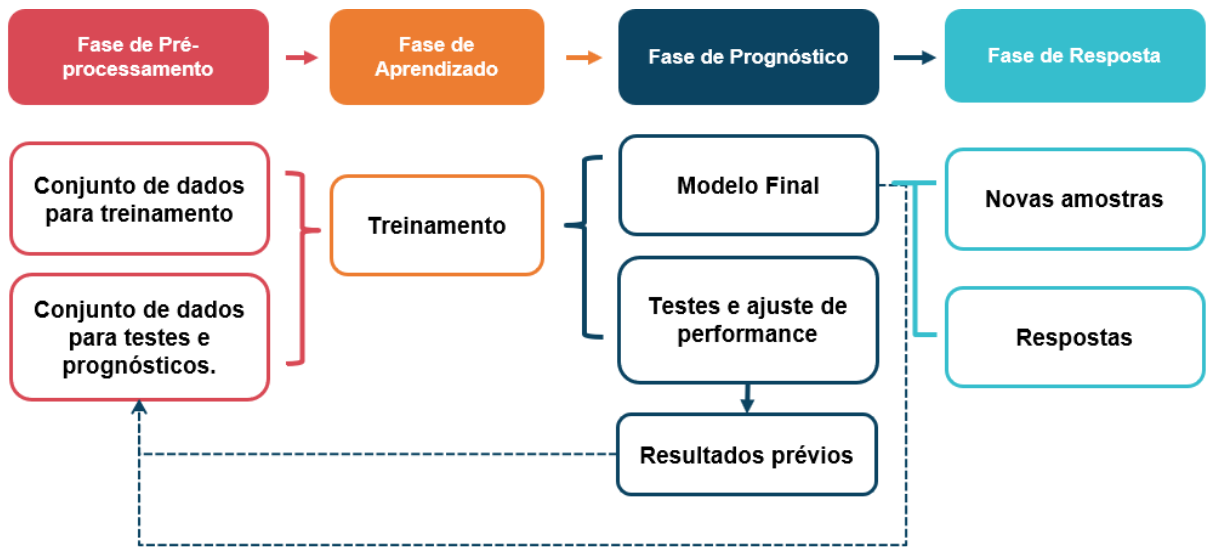 Fase de Pré-
processamento
Fase de
Aprendizado
Fase de Prognóstico
Fase de Resposta
Conjunto de dados
para treinamento
Conjunto de dados
para testes e
prognósticos.
Treinamento
Modelo Final
Testes e ajuste de
performance
Resultados prévios
Novas amostras
Respostas